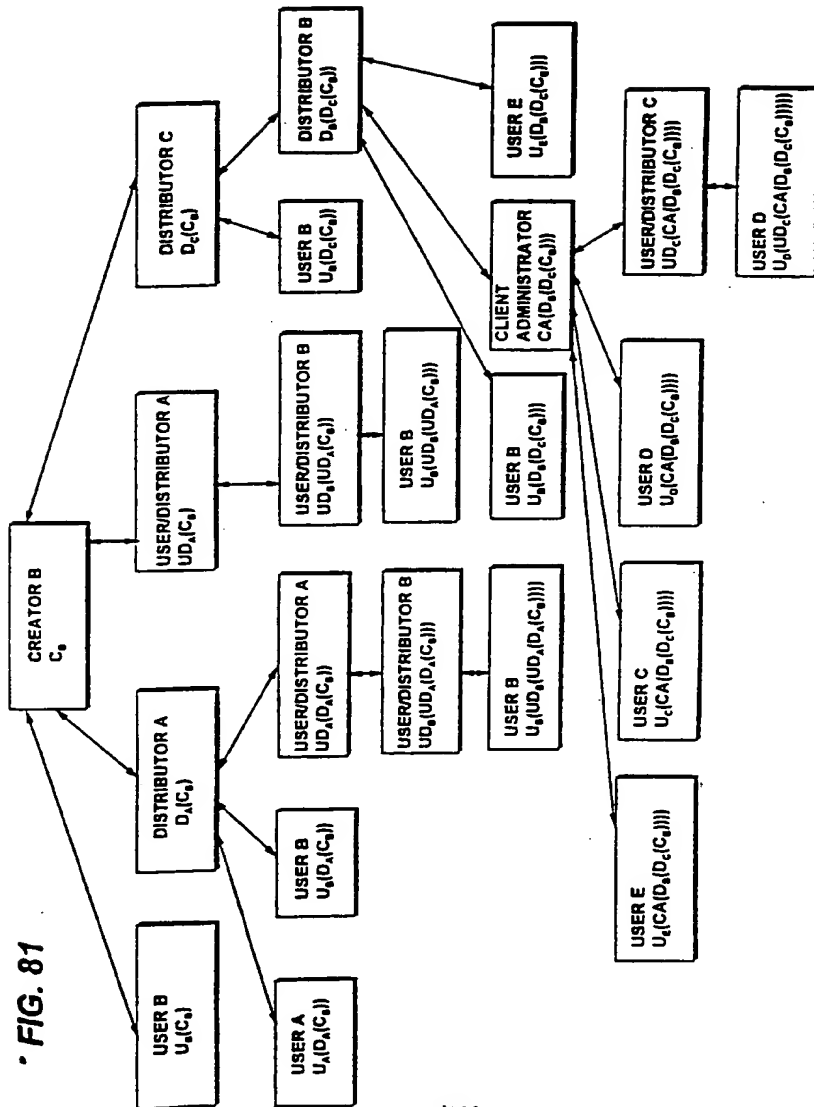 FIG. 81
CREATOR B
C_B
USER B
U_B(C_B)
DISTRIBUTOR A
D_A(C_B)
USER/DISTRIBUTOR A
UD_A(C_B)
DISTRIBUTOR C
D_C(C_B)
USER A
U_A(D_A(C_B))
USER B
U_B(D_A(C_B))
USER/DISTRIBUTOR A
UD_A(D_A(C_B))
USER/DISTRIBUTOR B
UD_B(UD_A(C_B))
USER B
U_B(D_C(C_B))
DISTRIBUTOR B
D_B(D_C(C_B))
USER/DISTRIBUTOR B
UD_B(UD_A(D_A(C_B)))
USER B
U_B(UD_B(UD_A(C_B)))
USER B
U_B(UD_B(UD_A(D_A(C_B))))
USER B
U_B(D_B(D_C(C_B)))
CLIENT
ADMINISTRATOR
CA(D_B(D_C(C_B)))
USER E
U_E(D_B(D_C(C_B)))
USER E
U_E(CA(D_B(D_C(C_B))))
USER C
U_C(CA(D_B(D_C(C_B))))
USER D
U_D(CA(D_B(D_C(C_B))))
USER/DISTRIBUTOR C
UD_C(CA(D_B(D_C(C_B))))
USER D
U_D(UD_C(CA(D_B(D_C(C_B)))))